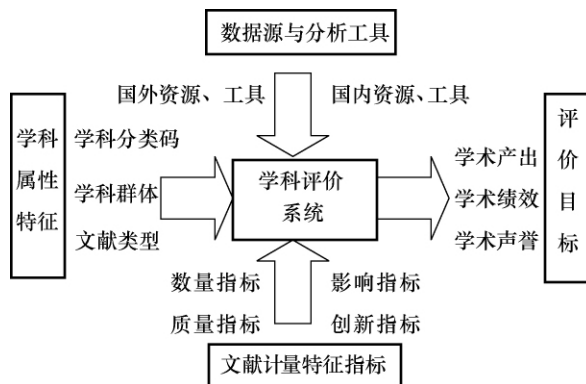 数据源与分析工具
国外资源、工具
国内资源、工具
学科属性特征
学科分类码
学科群体
文献类型
学科评价
系统
学术产出
学术绩效
学术声誉
评价目标
数量指标
影响指标
质量指标
创新指标
文献计量特征指标